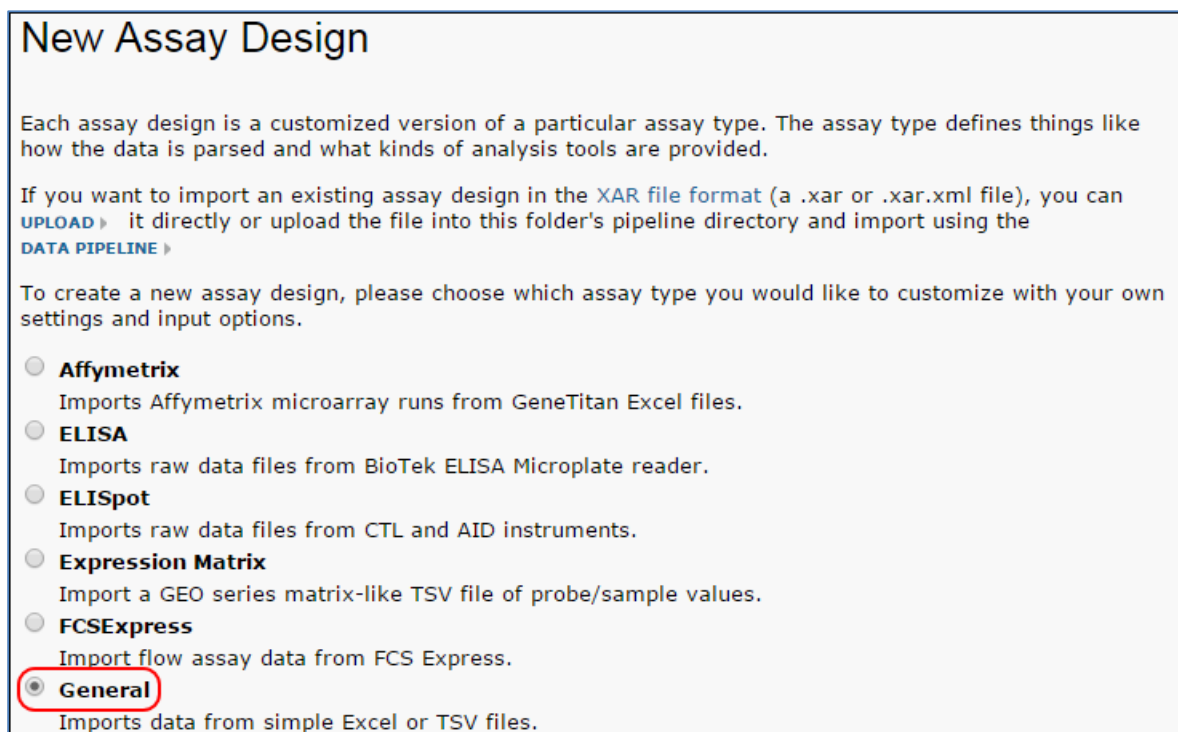 New Assay Design
Each assay design is a customized version of a particular assay type. The assay type defines things like
how the data is parsed and what kinds of analysis tools are provided.
If you want to import an existing assay design in the XAR file format (a .xar or .xar.xml file), you can
UPLOAD it directly or upload the file into this folder's pipeline directory and import using the
DATA PIPELINE
To create a new assay design, please choose which assay type you would like to customize with your own
settings and input options.
Affymetrix
Imports Affymetrix microarray runs from GeneTitan Excel files.
ELISA
Imports raw data files from BioTek ELISA Microplate reader.
ELISpot
Imports raw data files from CTL and AID instruments.
Expression Matrix
Import a GEO series matrix-like TSV file of probe/sample values.
FCSExpress
Import flow assay data from FCS Express.
General
Imports data from simple Excel or TSV files.